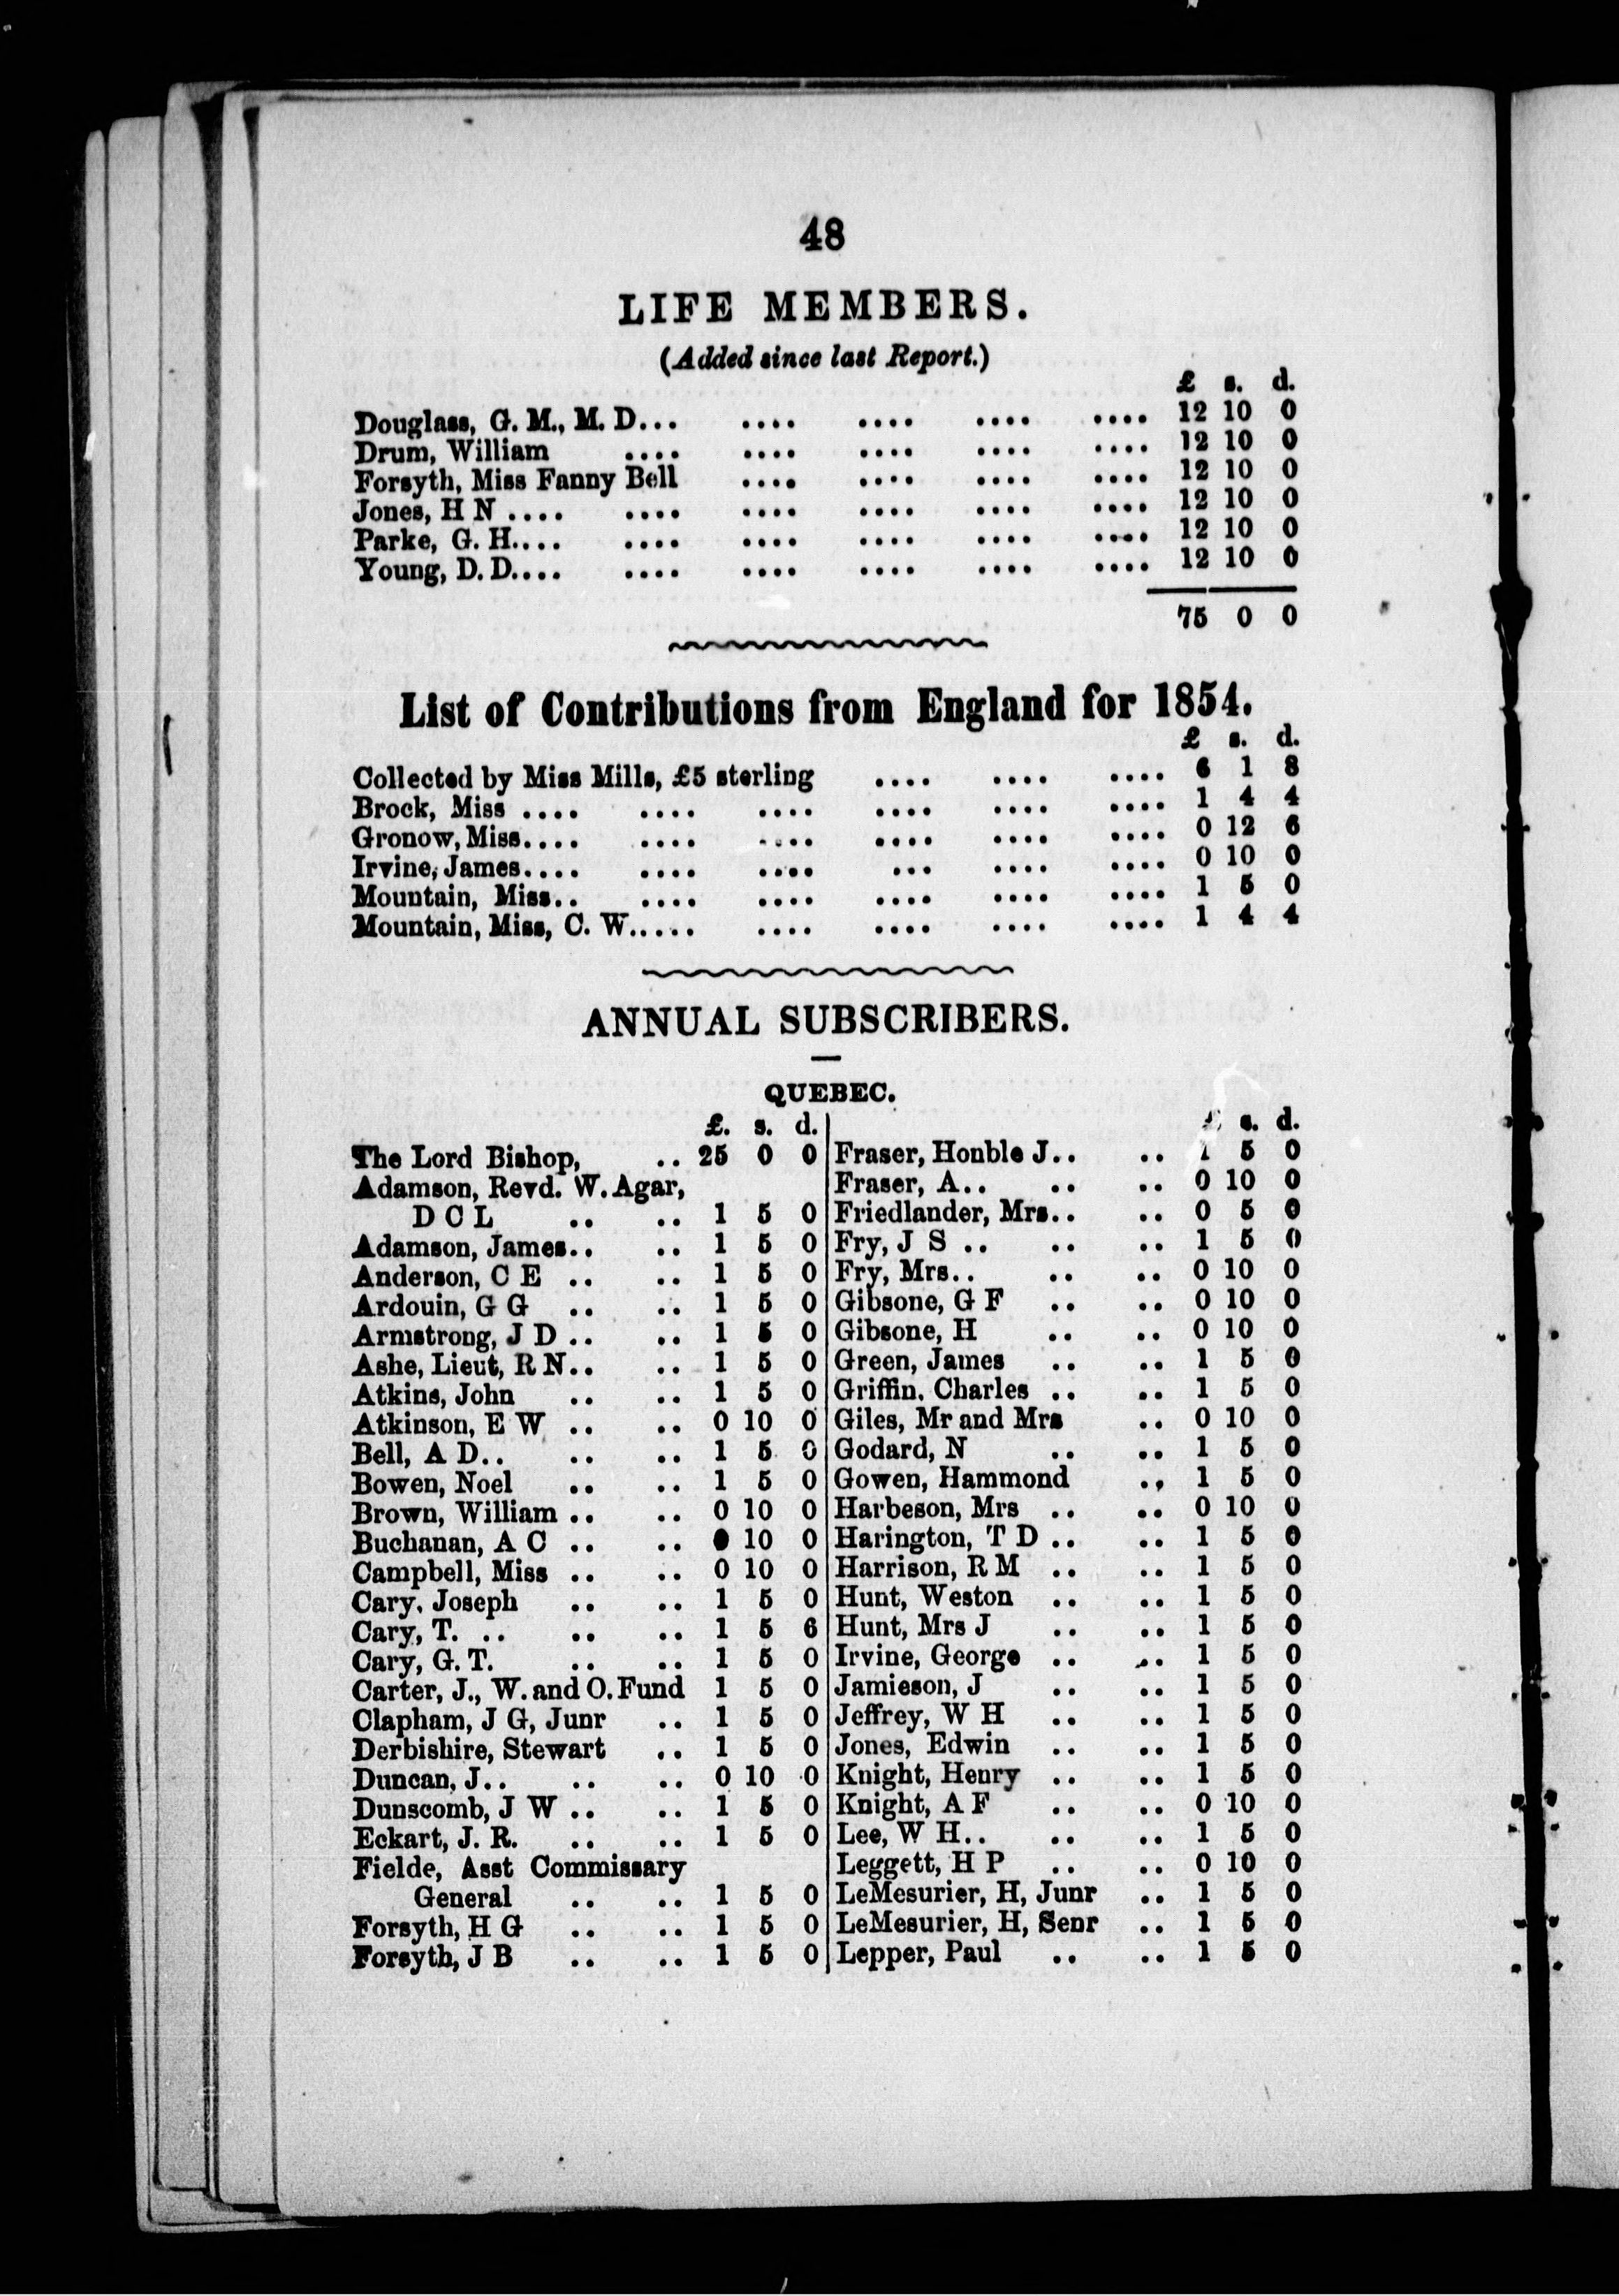 48
LIFE MEMBERS.
(Added since last Report.)
£ s. d.
Douglass, G. M., M. D... .... .... .... .... 12 10 0
Drum, William .... .... .... .... .... 12 10 0
Forsyth, Miss Fanny Bell .... .... .... .... 12 10 0
Jones, H N .... .... .... .... .... .... 12 10 0
Parke, G. H.... .... .... .... .... .... 12 10 0
Young, D. D.... .... .... .... .... .... 12 10 0
75 0 0
List of Contributions from England for 1854.
£ s. d.
Collected by Miss Mills, £5 sterling .... .... .... 6 1 8
Brock, Miss .... .... .... .... .... .... 1 4 4
Gronow, Miss.... .... .... .... .... .... 0 12 6
Irvine, James.... .... .... ... .... .... 0 10 0
Mountain, Miss.. .... .... .... .... .... 1 5 0
Mountain, Miss, C. W..... .... .... .... .... 1 4 4
ANNUAL SUBSCRIBERS.
QUEBEC.
£. s. d.
The Lord Bishop, .. 25 0 0
Adamson, Revd. W. Agar,
D C L .. .. 1 5 0
Adamson, James.. .. 1 5 0
Anderson, C E .. .. 1 5 0
Ardouin, G G .. .. 1 5 0
Armstrong, J D .. .. 1 5 0
Ashe, Lieut, R N.. .. 1 5 0
Atkins, John .. .. 1 5 0
Atkinson, E W .. .. 0 10 0
Bell, A D.. .. .. 1 5 0
Bowen, Noel .. .. 1 5 0
Brown, William .. .. 0 10 0
Buchanan, A C .. .. 0 10 0
Campbell, Miss .. .. 0 10 0
Cary, Joseph .. .. 1 5 0
Cary, T. .. .. .. 1 5 6
Cary, G. T. .. .. 1 5 0
Carter, J., W. and O. Fund 1 5 0
Clapham, J G, Junr .. 1 5 0
Derbishire, Stewart .. 1 5 0
Duncan, J.. .. .. 0 10 0
Dunscomb, J W .. .. 1 5 0
Eckart, J. R. .. .. 1 5 0
Fielde, Asst Commissary
General .. .. 1 5 0
Forsyth, H G .. .. 1 5 0
Forsyth, J B .. .. 1 5 0
£ s. d.
Fraser, Honble J.. .. 1 5 0
Fraser, A.. .. .. 0 10 0
Friedlander, Mrs.. .. 0 5 0
Fry, J S .. .. .. 1 5 0
Fry, Mrs.. .. .. 0 10 0
Gibsone, G F .. .. 0 10 0
Gibsone, H .. .. 0 10 0
Green, James .. .. 1 5 0
Griffin, Charles .. .. 1 5 0
Giles, Mr and Mrs .. 0 10 0
Godard, N .. .. 1 5 0
Gowen, Hammond .. 1 5 0
Harbeson, Mrs .. .. 0 10 0
Harington, T D .. .. 1 5 0
Harrison, R M .. .. 1 5 0
Hunt, Weston .. .. 1 5 0
Hunt, Mrs J .. .. 1 5 0
Irvine, George .. .. 1 5 0
Jamieson, J .. .. 1 5 0
Jeffrey, W H .. .. 1 5 0
Jones, Edwin .. .. 1 5 0
Knight, Henry .. .. 1 5 0
Knight, A F .. .. 0 10 0
Lee, W H.. .. .. 1 5 0
Leggett, H P .. .. 0 10 0
LeMesurier, H, Junr .. 1 5 0
LeMesurier, H, Senr .. 1 5 0
Lepper, Paul .. .. 1 5 0